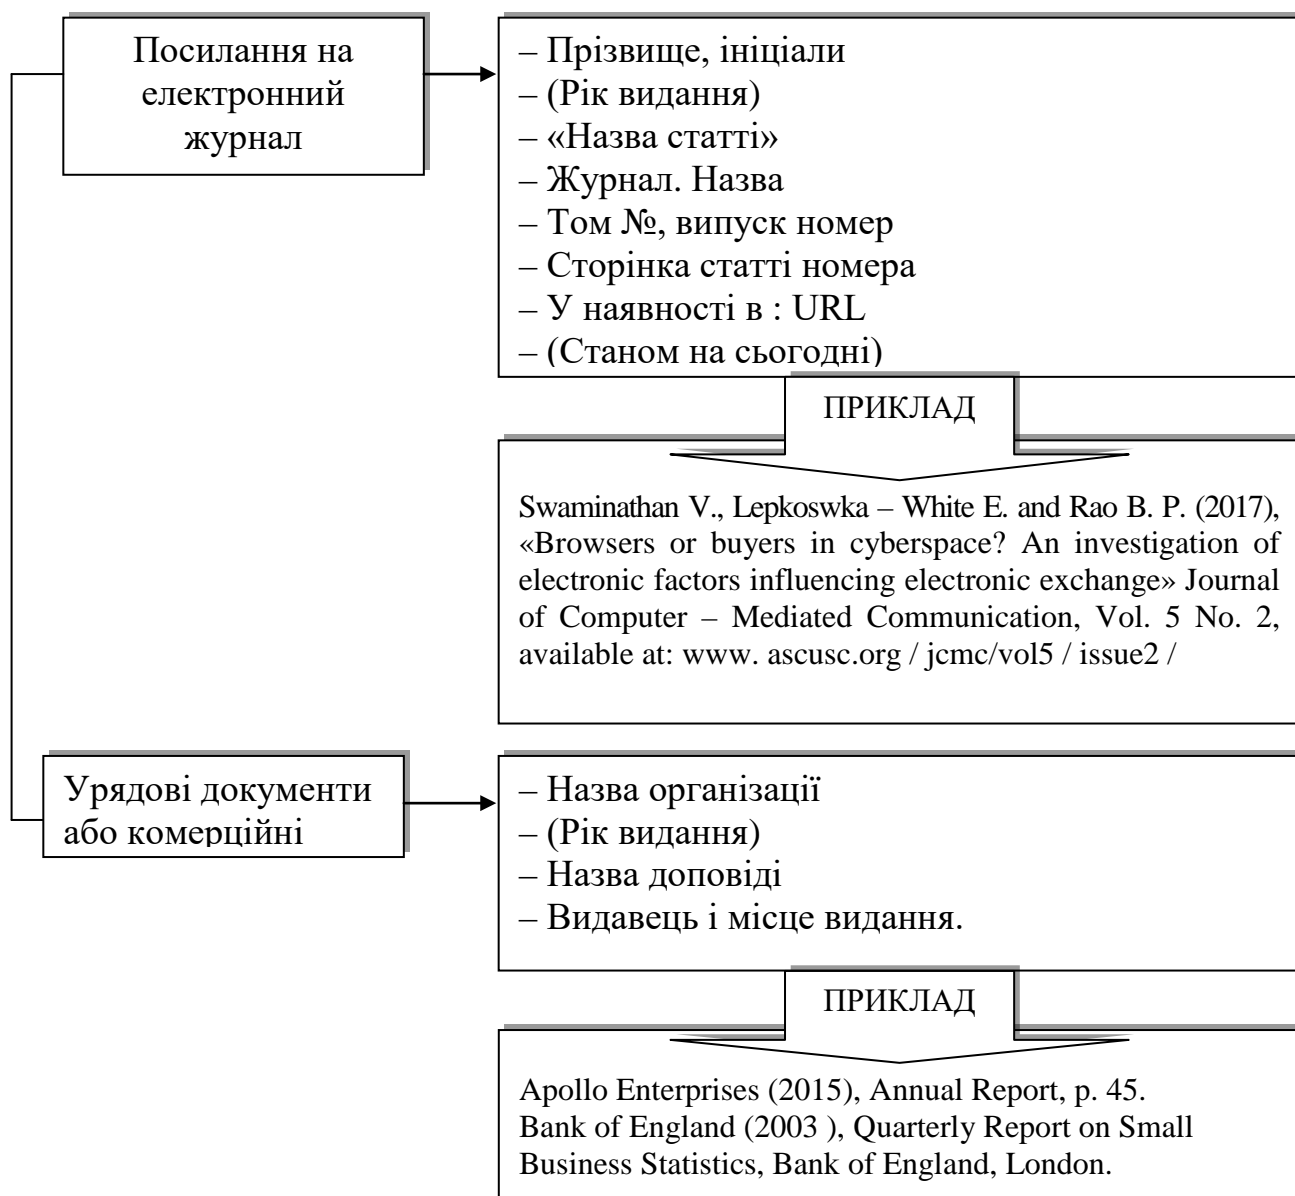 Посилання на
електронний
журнал
– Прізвище, ініціали
– (Рік видання)
– «Назва статті»
– Журнал. Назва
– Том №, випуск номер
– Сторінка статті номера
– У наявності в : URL
– (Станом на сьогодні)
ПРИКЛАД
Swaminathan V., Lepkoswka – White E. and Rao B. P. (2017),
«Browsers or buyers in cyberspace? An investigation of
electronic factors influencing electronic exchange» Journal
of Computer – Mediated Communication, Vol. 5 No. 2,
available at: www. ascusc.org / jcmc/vol5 / issue2 /
Урядові документи
або комерційні
– Назва організації
– (Рік видання)
– Назва доповіді
– Видавець і місце видання.
ПРИКЛАД
Apollo Enterprises (2015), Annual Report, p. 45.
Bank of England (2003 ), Quarterly Report on Small
Business Statistics, Bank of England, London.